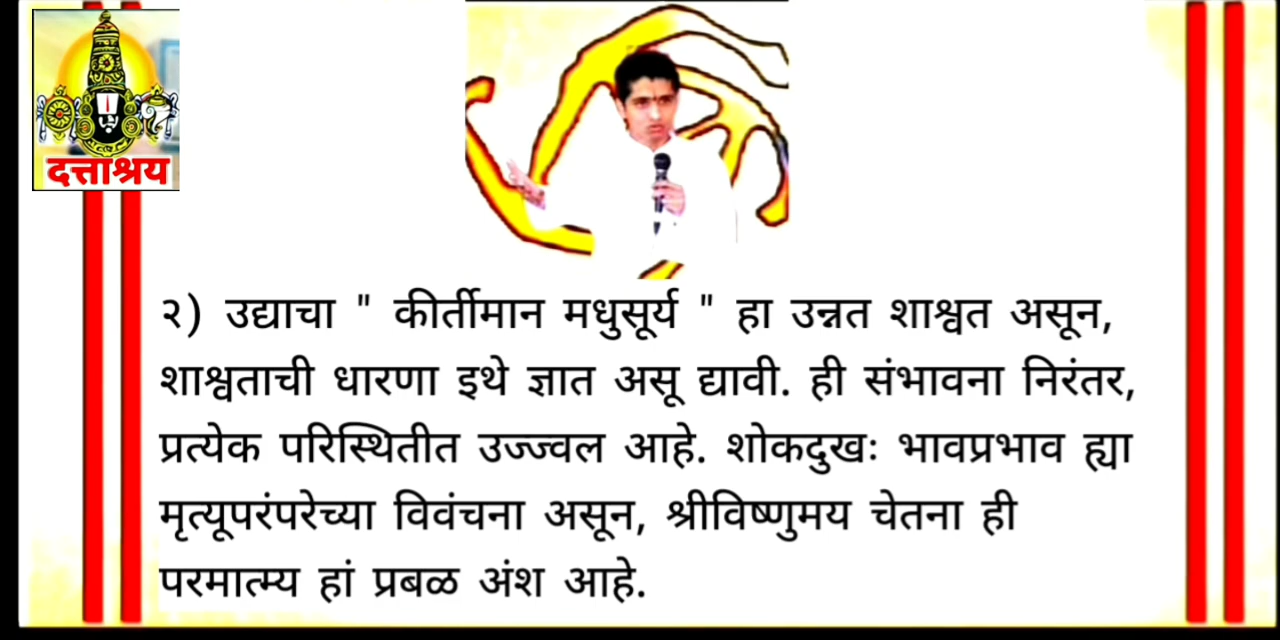 दत्ताश्रय
२) उद्याचा " कीर्तीमान मधुसूर्य " हा उन्नत शाश्वत असून,
शाश्वताची धारणा इथे ज्ञात असू द्यावी. ही संभावना निरंतर,
प्रत्येक परिस्थितीत उज्ज्वल आहे. शोकदुखः भावप्रभाव ह्या
मृत्यूपरंपरेच्या विवंचना असून, श्रीविष्णुमय चेतना ही
परमात्म्य हां प्रबळ अंश आहे.